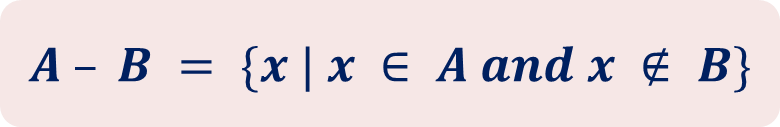 A – B = {x | x ∈ A and x ∉ B}